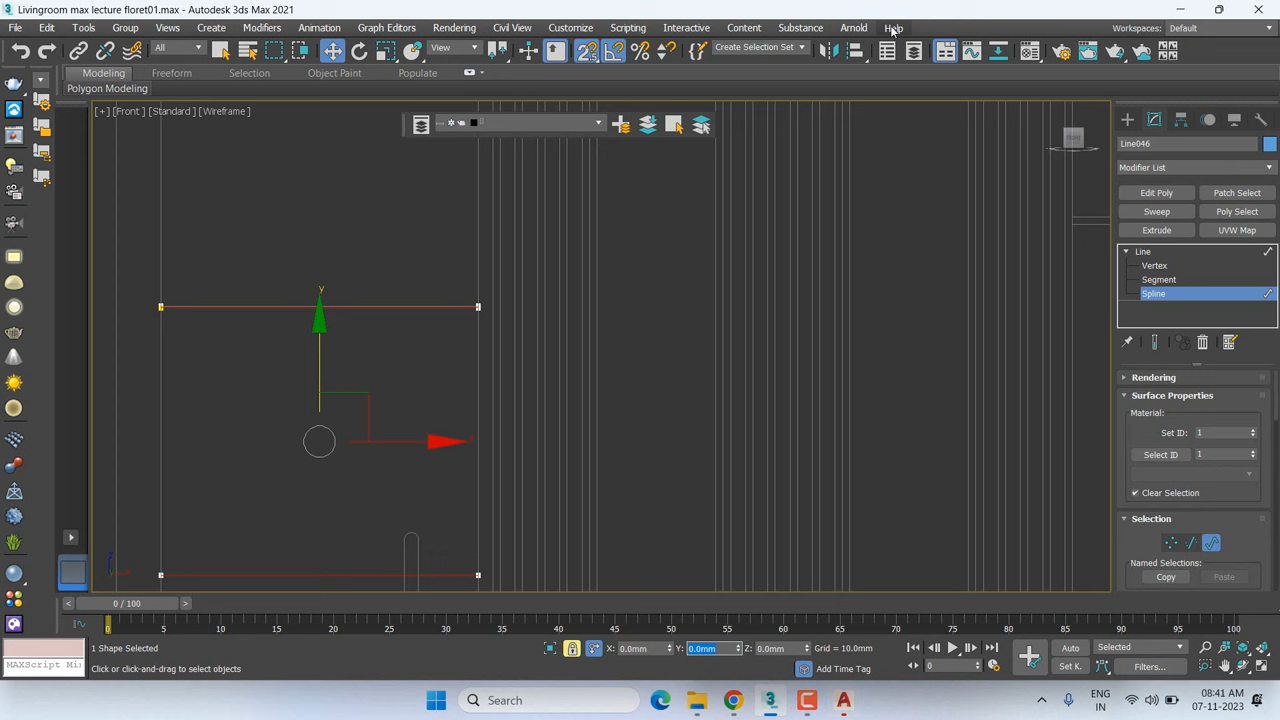 Livingroom max lecture floret01.max - Autodesk 3ds Max 2021
File Edit Tools Group Views Create Modifiers Animation Graph Editors Rendering Civil View Customize Scripting Interactive Content Substance Arnold Help Workspaces: Default
All View Create Selection Set
Modeling Freeform Selection Object Paint Populate
Polygon Modeling
[+] [Front ] [Standard ] [Wireframe ]
Line046
Modifier List
Edit Poly Patch Select
Sweep Poly Select
Extrude UVW Map
Line
Vertex
Segment
Spline
Rendering
Surface Properties
Material:
Set ID: 1
Select ID 1
Clear Selection
Selection
Named Selections:
Copy Paste
y
0 / 100
0 5 10 15 20 25 30 35 40 45 50 55 60 65 70 75 80 85 90 95 100
1 Shape Selected X: 0.0mm Y: 0.0mm Z: 0.0mm Grid = 10.0mm Auto Selected
MAXScript Mi Click or click-and-drag to select objects Add Time Tag 0 Set K. Filters...
Search
ENG
IN
08:41 AM
07-11-2023